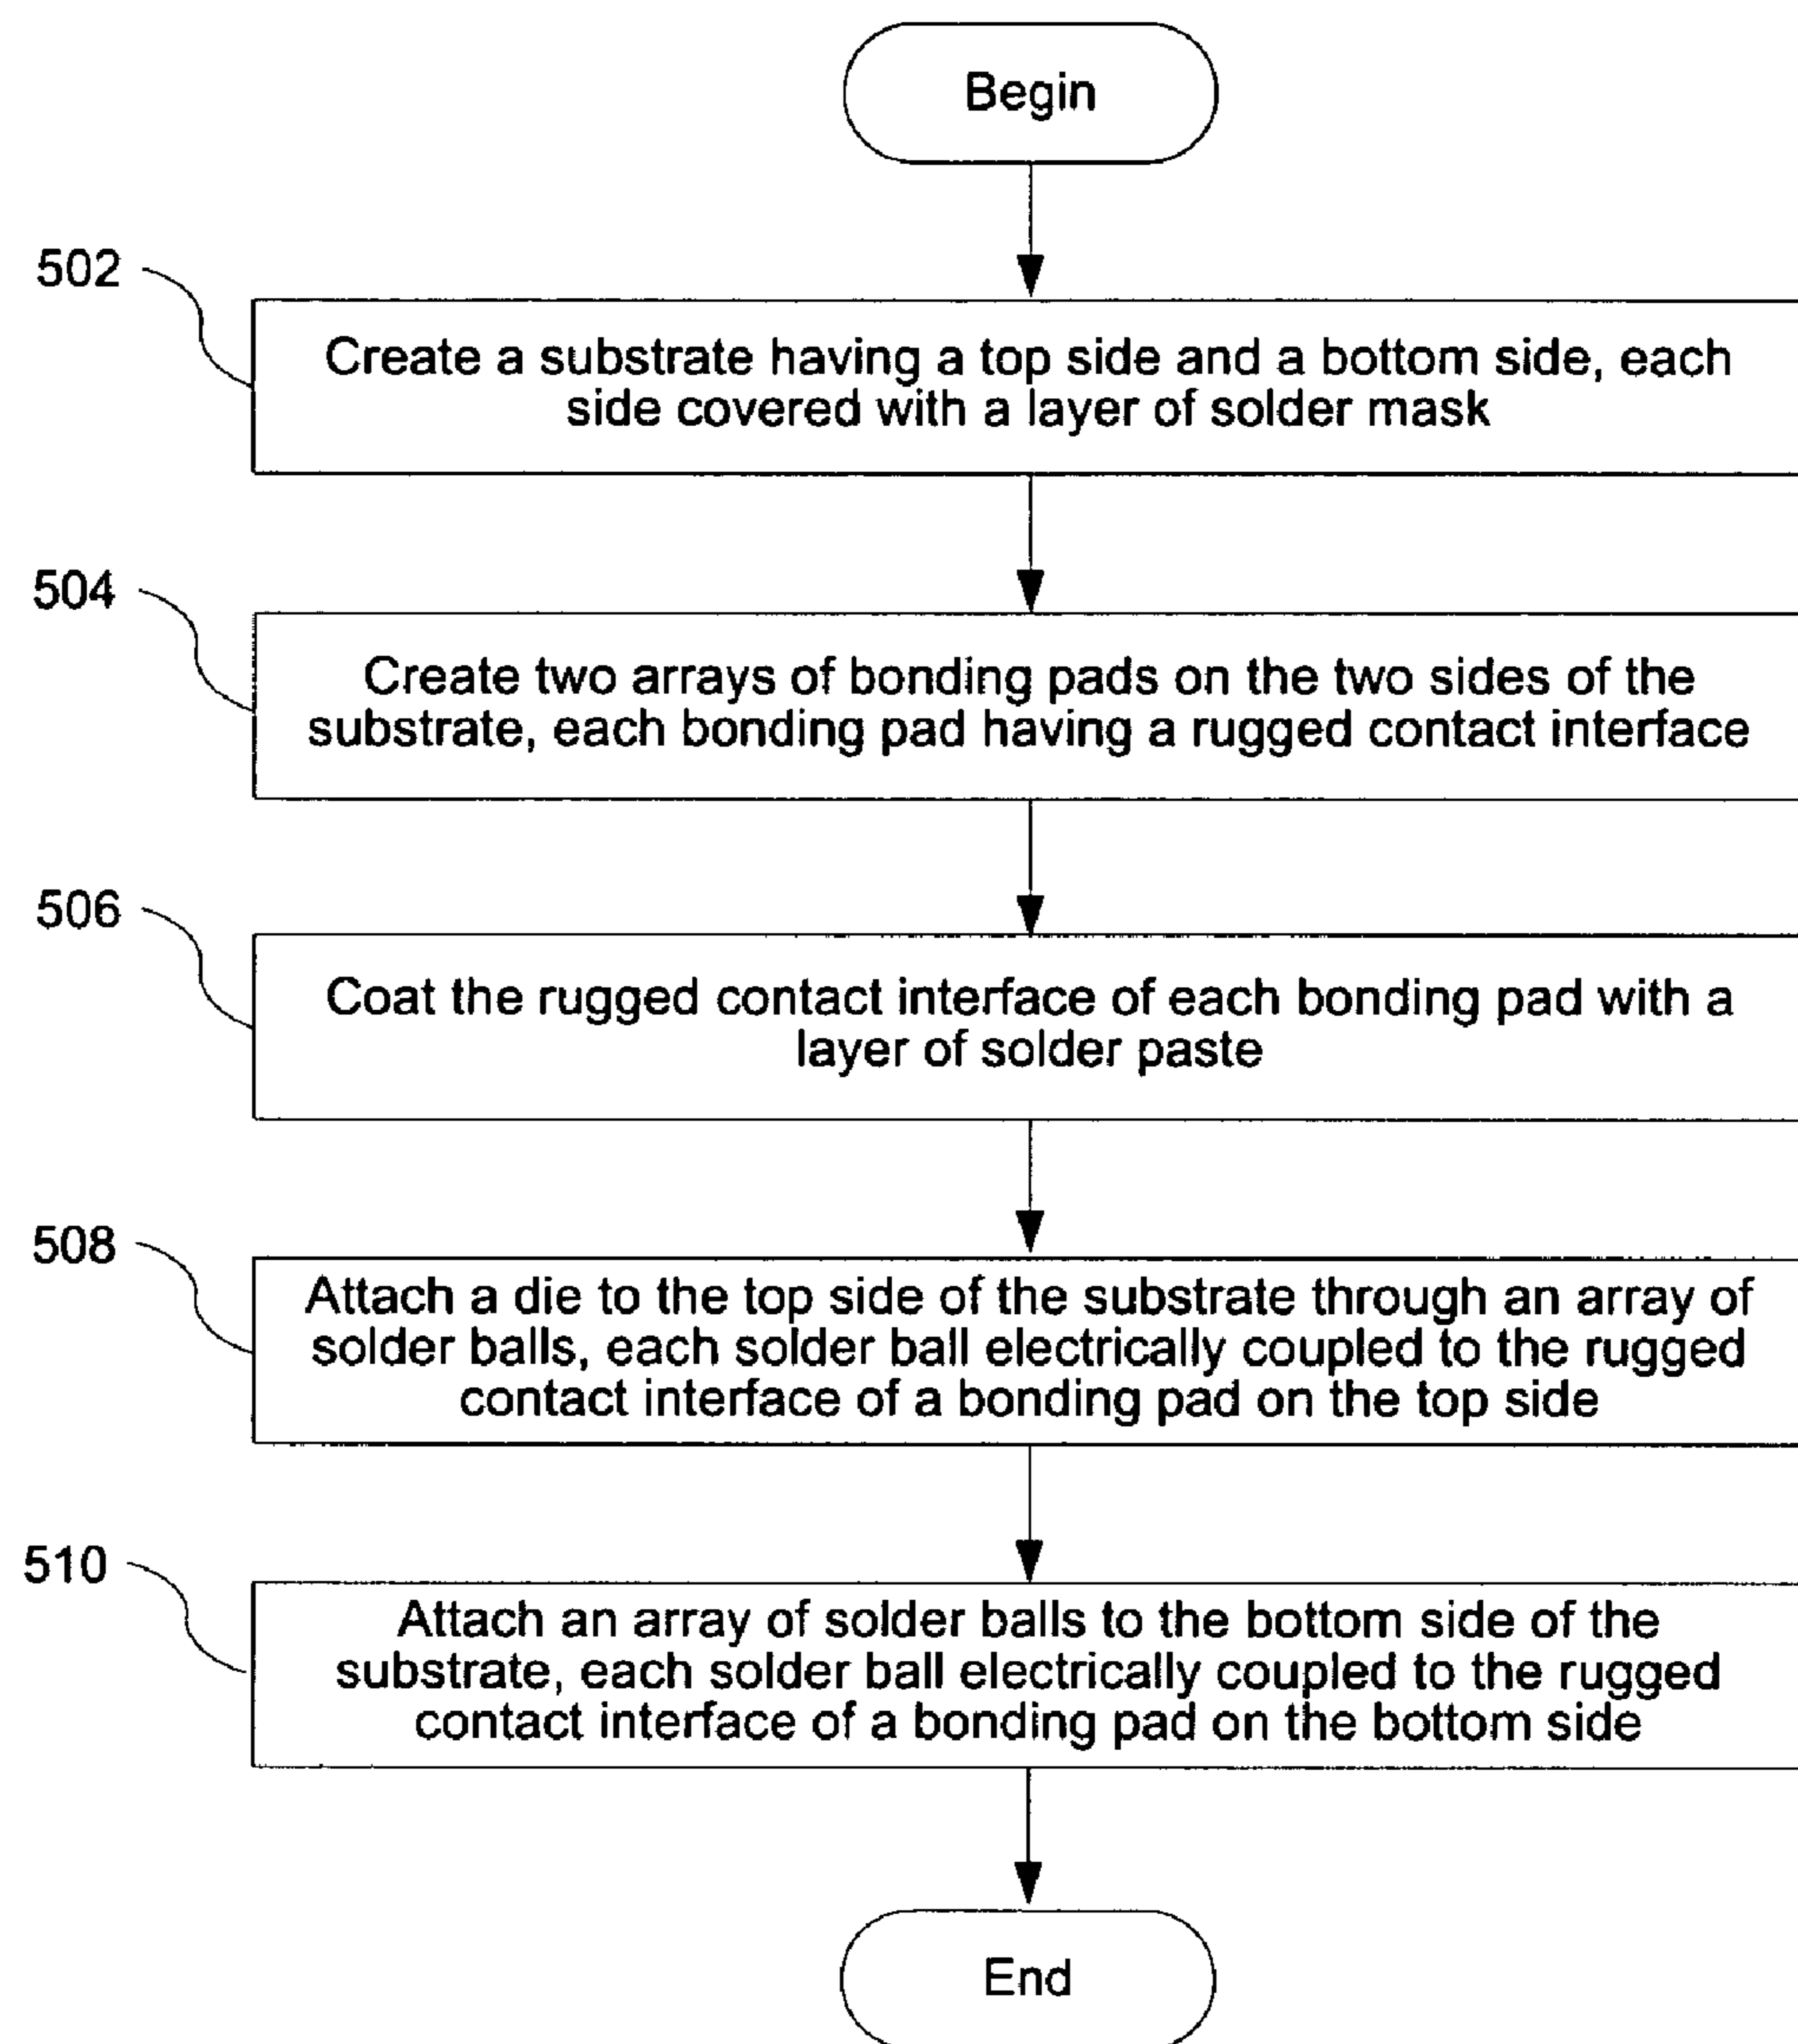 Begin
502
Create a substrate having a top side and a bottom side, each
side covered with a layer of solder mask
504
Create two arrays of bonding pads on the two sides of the
substrate, each bonding pad having a rugged contact interface
506
Coat the rugged contact interface of each bonding pad with a
layer of solder paste
508
Attach a die to the top side of the substrate through an array of
solder balls, each solder ball electrically coupled to the rugged
contact interface of a bonding pad on the top side
510
Attach an array of solder balls to the bottom side of the
substrate, each solder ball electrically coupled to the rugged
contact interface of a bonding pad on the bottom side
End